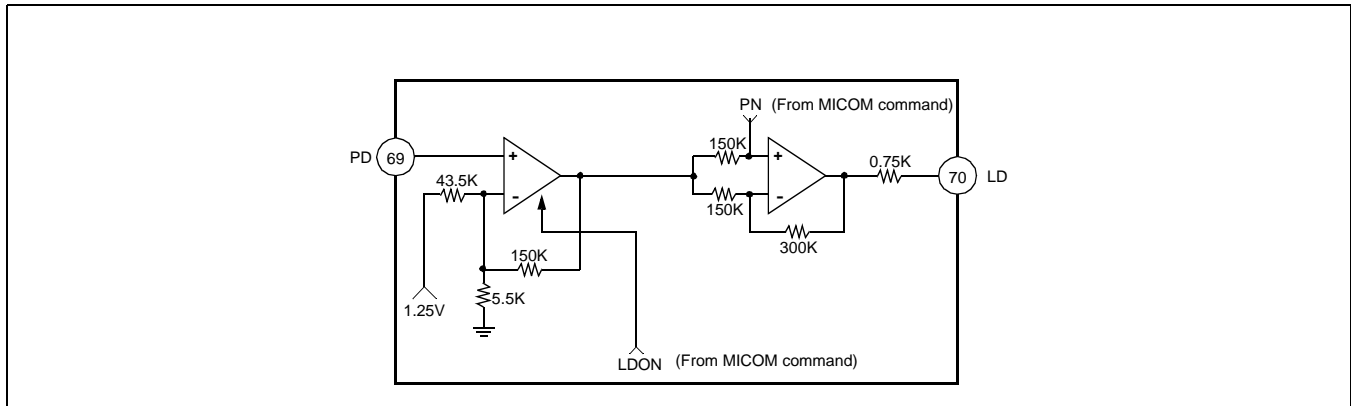 PN (From MICOM command)
150K
+
0.75K
PD 69
+
70 LD
43.5K
-
-
150K
300K
150K
5.5K
1.25V
LDON (From MICOM command)